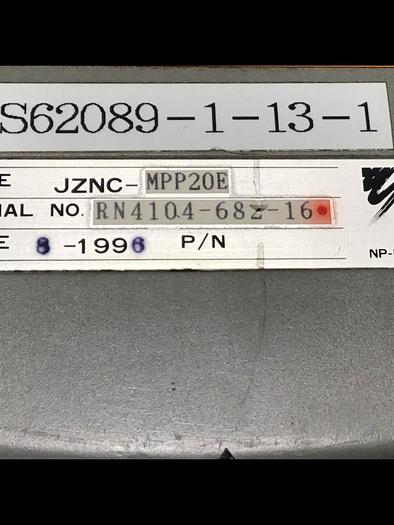 S62089-1-13-1
E JZNC-MPP20E
IAL NO. RN4104-682-16
E 8 -1996 P/N
NP-